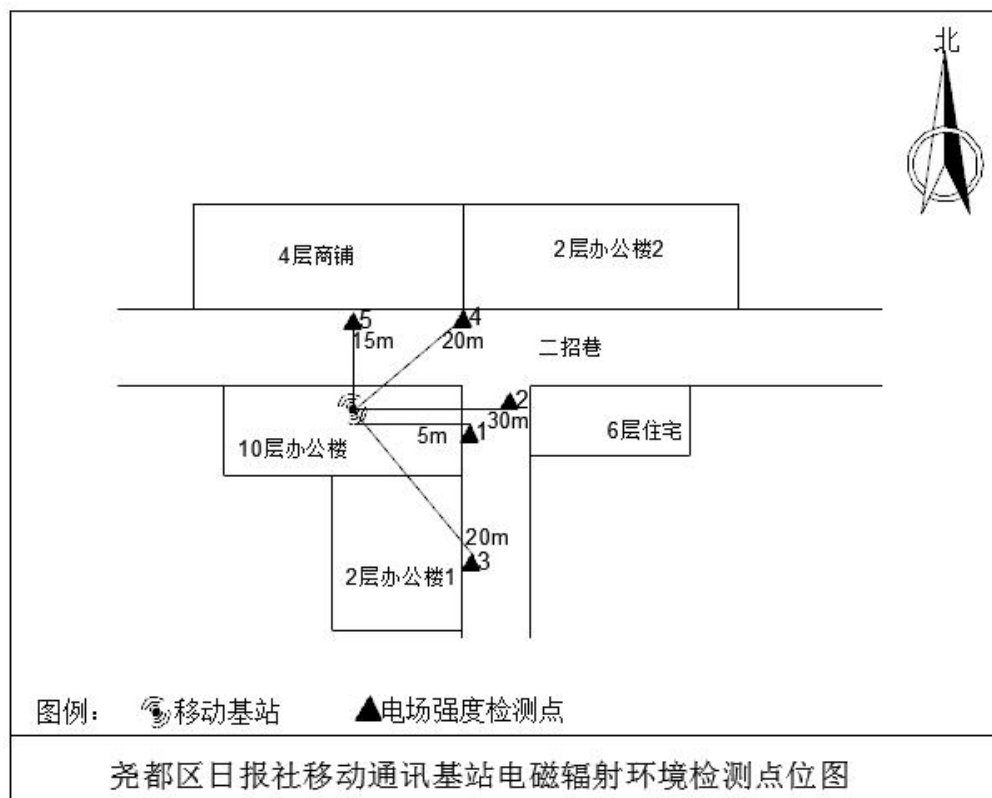 北
4层商铺
2层办公楼2
5
4
15m
20m
二招巷
2
30m
1
5m
6层住宅
10层办公楼
20m
3
2层办公楼1
图例： 移动基站 电场强度检测点
尧都区日报社移动通讯基站电磁辐射环境检测点位图